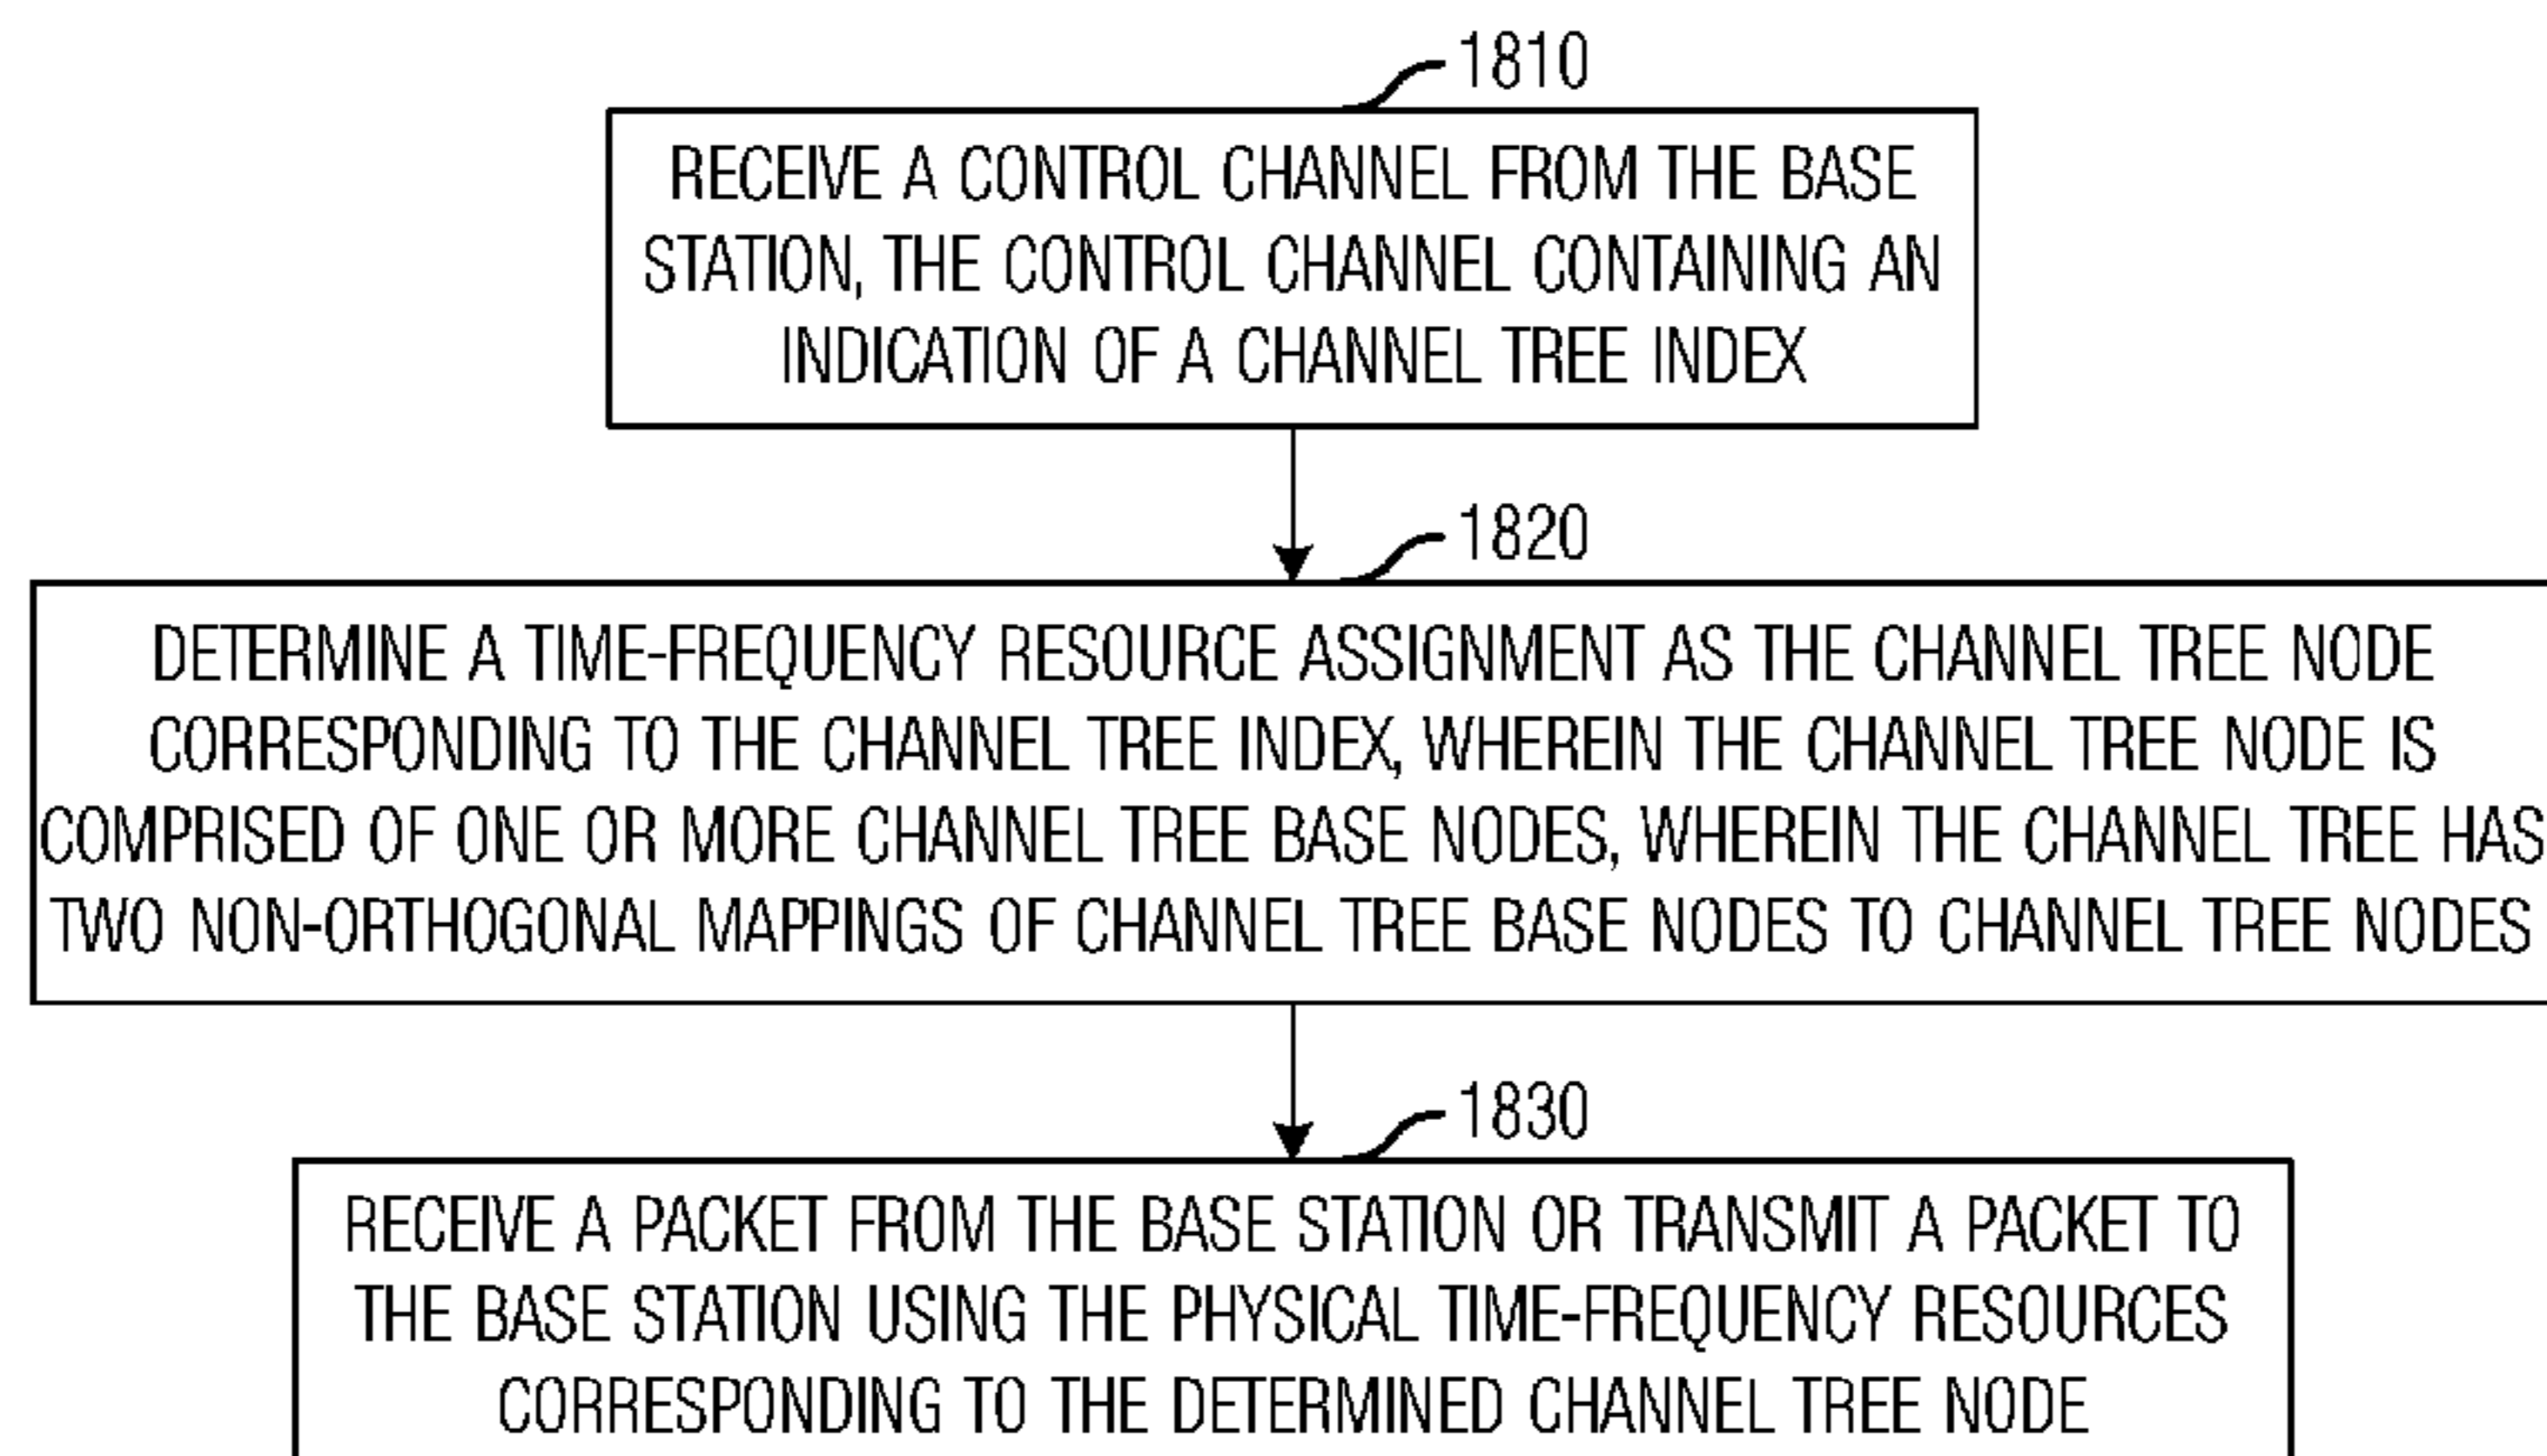 1810
RECEIVE A CONTROL CHANNEL FROM THE BASE
STATION, THE CONTROL CHANNEL CONTAINING AN
INDICATION OF A CHANNEL TREE INDEX
1820
DETERMINE A TIME-FREQUENCY RESOURCE ASSIGNMENT AS THE CHANNEL TREE NODE
CORRESPONDING TO THE CHANNEL TREE INDEX, WHEREIN THE CHANNEL TREE NODE IS
COMPRISED OF ONE OR MORE CHANNEL TREE BASE NODES, WHEREIN THE CHANNEL TREE HAS
TWO NON-ORTHOGONAL MAPPINGS OF CHANNEL TREE BASE NODES TO CHANNEL TREE NODES
1830
RECEIVE A PACKET FROM THE BASE STATION OR TRANSMIT A PACKET TO
THE BASE STATION USING THE PHYSICAL TIME-FREQUENCY RESOURCES
CORRESPONDING TO THE DETERMINED CHANNEL TREE NODE